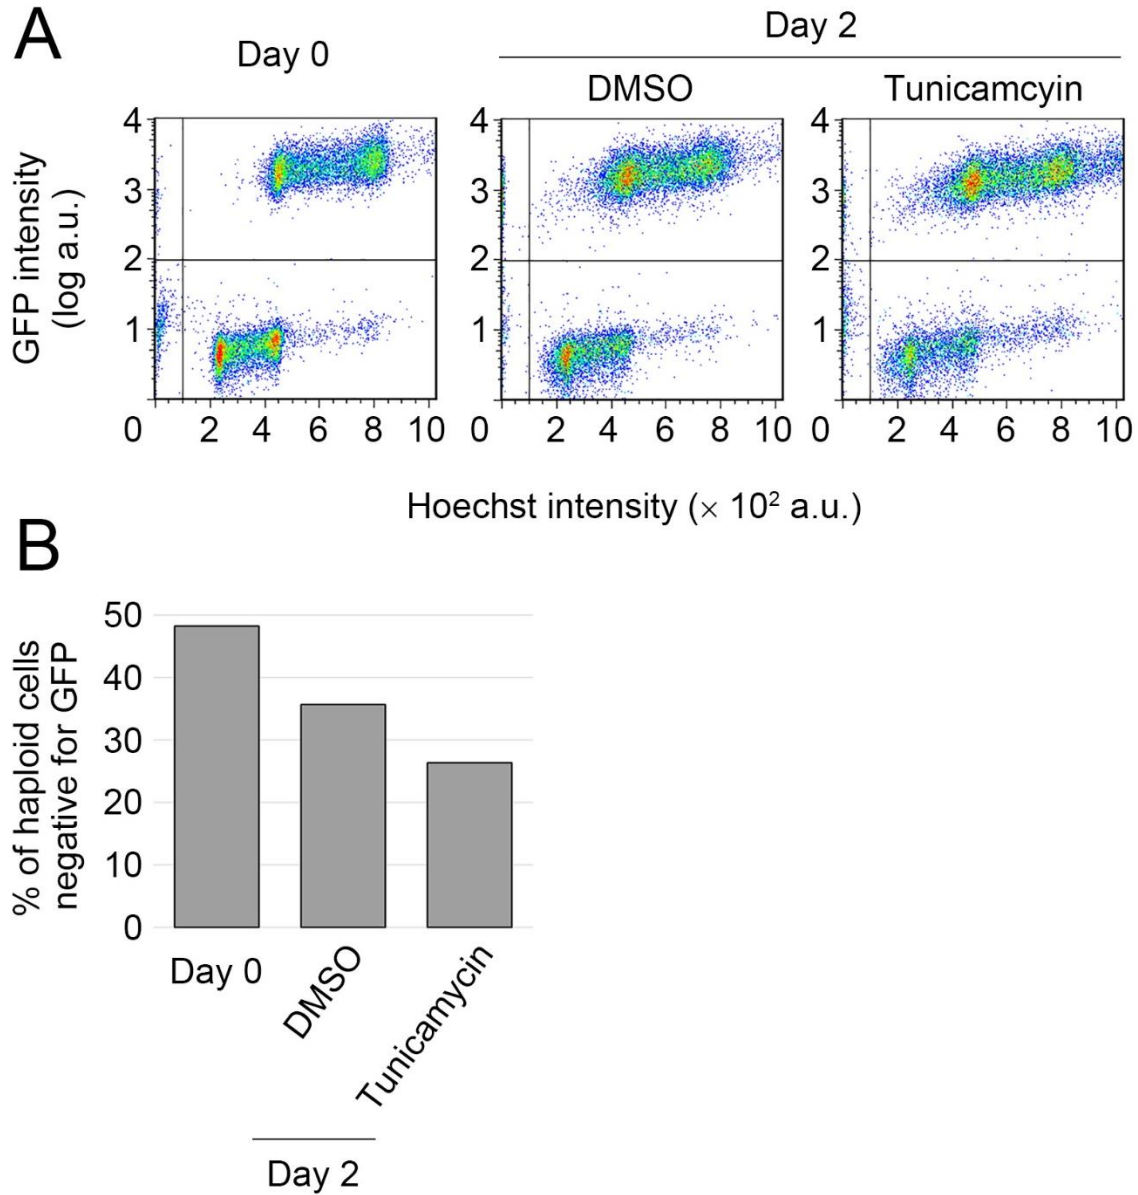 A
Day 0
Day 2
DMSO
Tunicamcyin
GFP intensity
(log a.u.)
4
3
2
1
0
2
4
6
8
10
4
3
2
1
0
2
4
6
8
10
4
3
2
1
0
2
4
6
8
10
Hoechst intensity (× 10² a.u.)
B
% of haploid cells
negative for GFP
50
40
30
20
10
0
Day 0
DMSO
Tunicamycin
Day 2